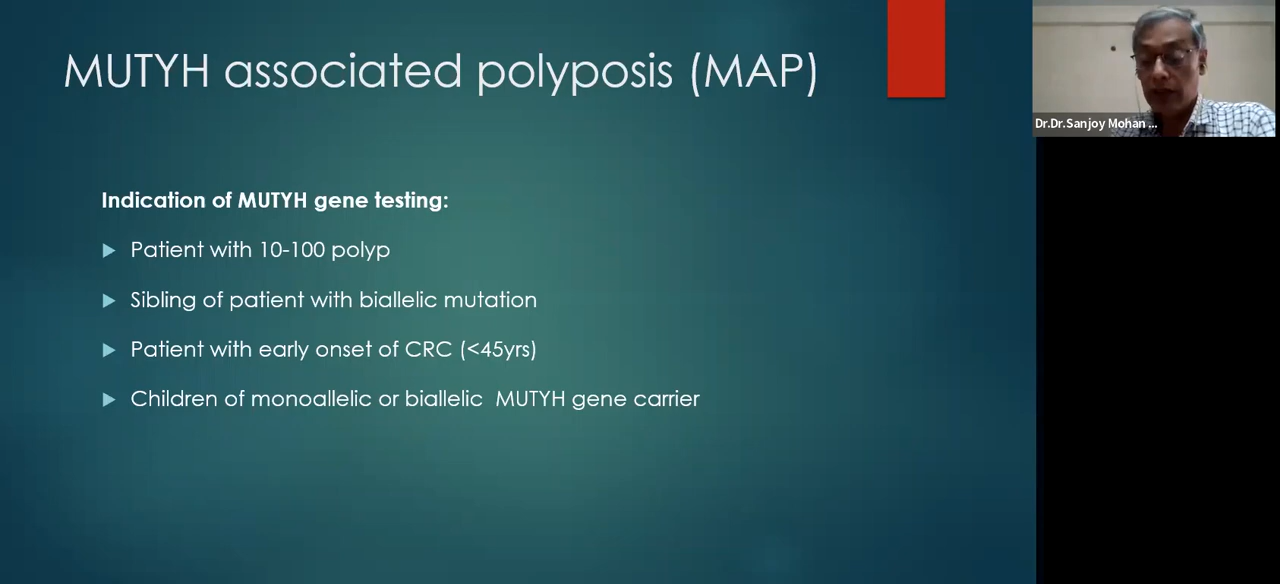 MUTYH associated polyposis (MAP)
Indication of MUTYH gene testing:
Patient with 10-100 polyp
Sibling of patient with biallelic mutation
Patient with early onset of CRC (<45yrs)
Children of monoallelic or biallelic MUTYH gene carrier
Dr.Dr.Sanjoy Mohan ...